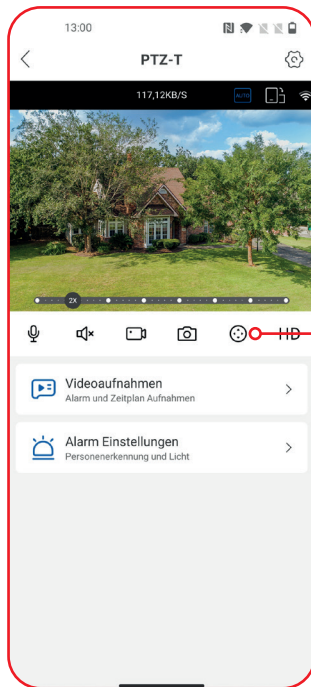 13:00
PTZ-T
117,12KB/S
AUTO
2X
HD
Videoaufnahmen
Alarm und Zeitplan Aufnahmen
Alarm Einstellungen
Personenerkennung und Licht